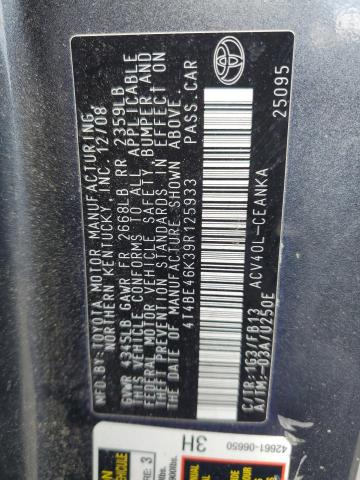 MFD.BY: TOYOTA MOTOR MANUFACTURING
NORTHERN KENTUCKY, INC. 12/08
GVWR 4345LB GAWR FR 2668LB RR 2359LB
THIS VEHICLE CONFORMS TO ALL APPLICABLE
FEDERAL MOTOR VEHICLE SAFETY, BUMPER AND
THEFT PREVENTION STANDARDS IN EFFECT ON
THE DATE OF MANUFACTURE SHOWN ABOVE.
4T4BE46K39R125933 PASS.CAR
C/TR:1G3/FB13 ACV40L-CEANKA
A/TM:-03A/U250E
25095
42661-06650
3H